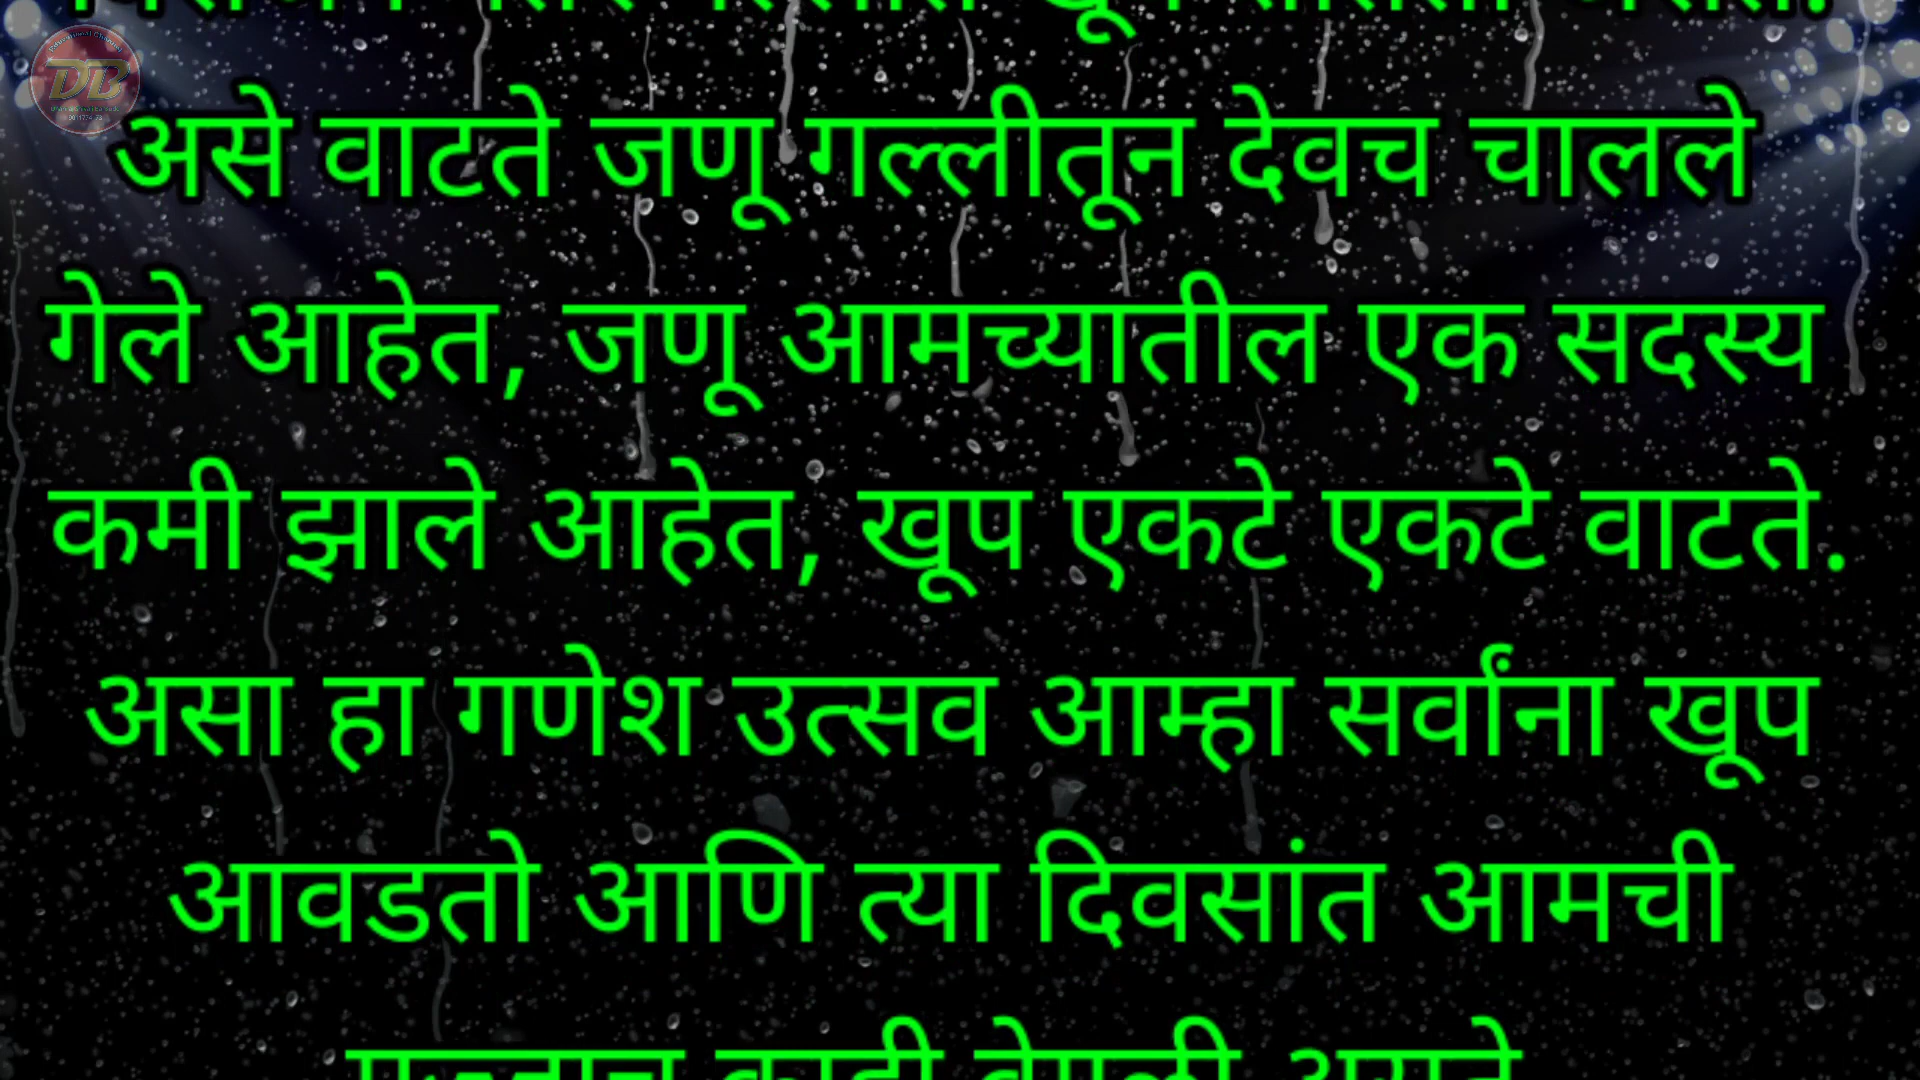 DB
असे वाटते जणू गल्लीतून देवच चालले
गेले आहेत, जणू आमच्यातील एक सदस्य
कमी झाले आहेत, खूप एकटे एकटे वाटते.
असा हा गणेश उत्सव आम्हा सर्वांना खूप
आवडतो आणि त्या दिवसांत आमची